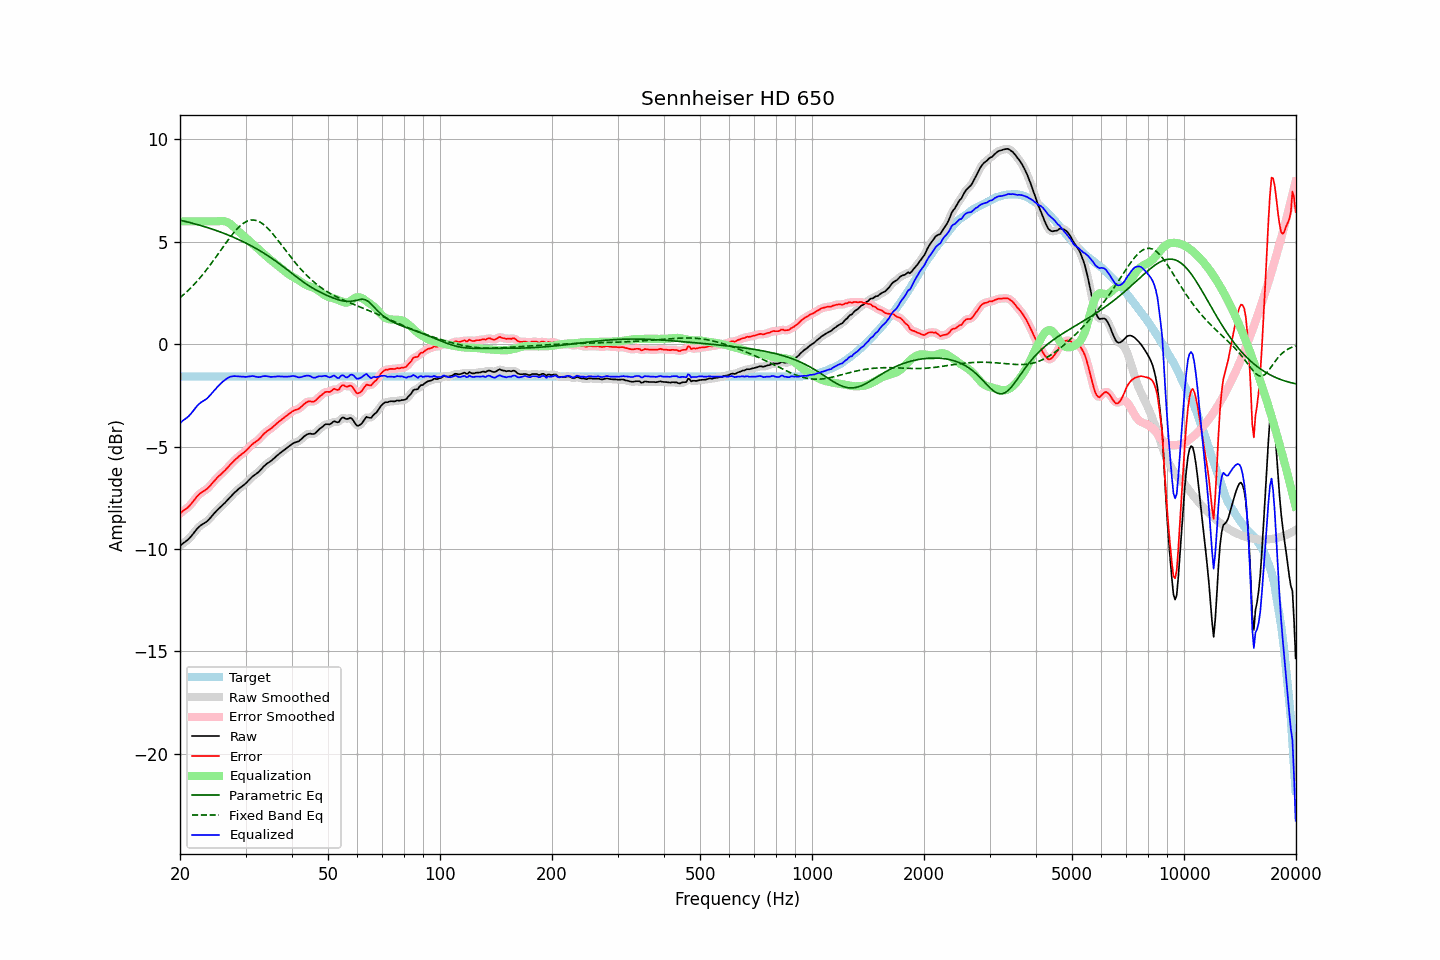 Sennheiser HD 650
10
5
0
−5
−10
−15
−20
Amplitude (dBr)
Target
Raw Smoothed
Error Smoothed
Raw
Error
Equalization
Parametric Eq
Fixed Band Eq
Equalized
20 50 100 200 500 1000 2000 5000 10000 20000
Frequency (Hz)